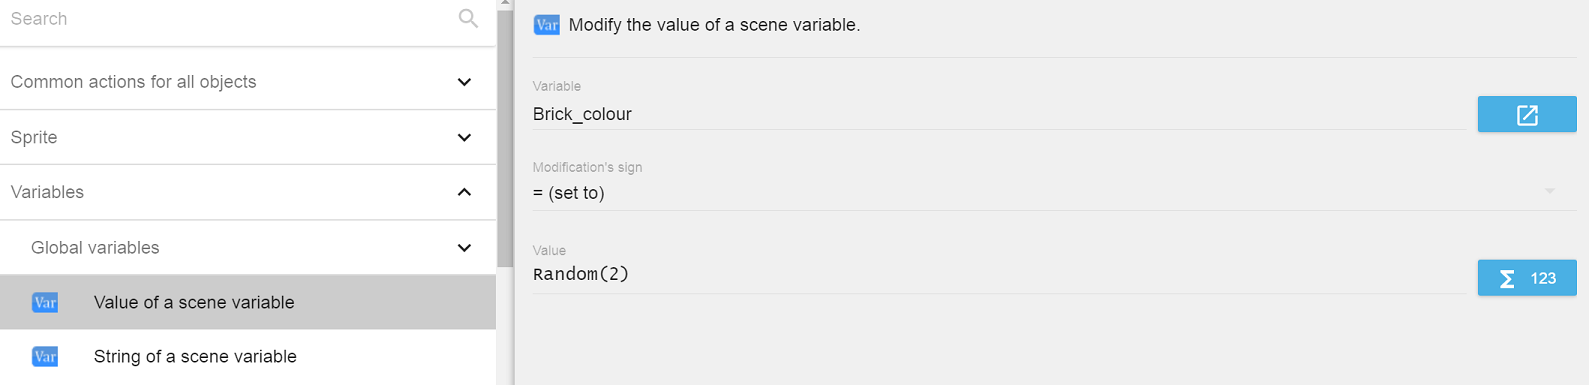 Search
Common actions for all objects
Sprite
Variables
Global variables
Var Value of a scene variable
Var String of a scene variable
Var Modify the value of a scene variable.
Variable
Brick_colour
Modification's sign
= (set to)
Value
Random(2)
Σ 123